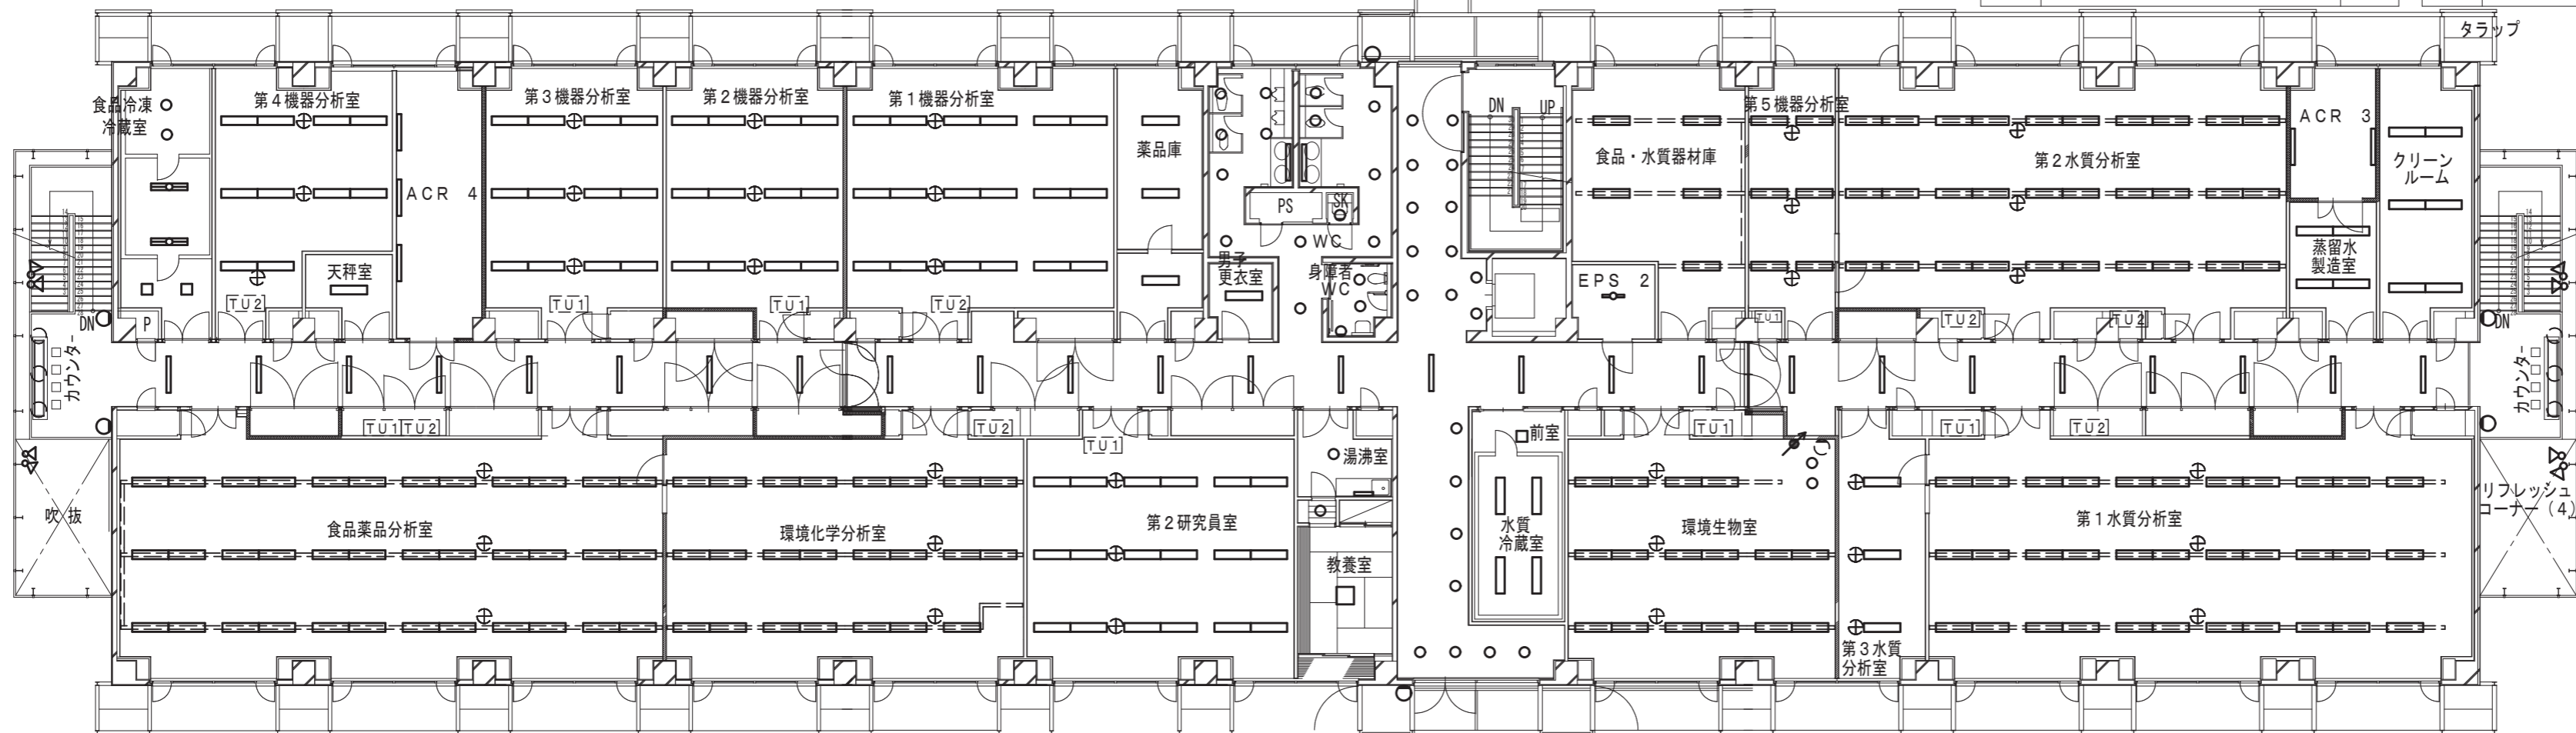 タラップ
食品冷凍
冷蔵室
第4機器分析室
ACR 4
第3機器分析室
第2機器分析室
第1機器分析室
薬品庫
天秤室
PS
SK
WC
男子
更衣室
身障者
WC
DN
UP
食品・水質器材庫
第5機器分析室
第2水質分析室
ACR 3
クリーン
ルーム
蒸留水
製造室
EPS 2
TU2
TU1
TU1
TU2
TU1
TU2
TU2
P
DN
DN
カウンター
カウンター
TU1
TU2
TU2
TU1
TU1
TU1
TU2
前室
湯沸室
吹抜
食品薬品分析室
環境化学分析室
第2研究員室
教養室
水質
冷蔵室
環境生物室
第1水質分析室
第3水質
分析室
リフレッシュ
コーナー(4)